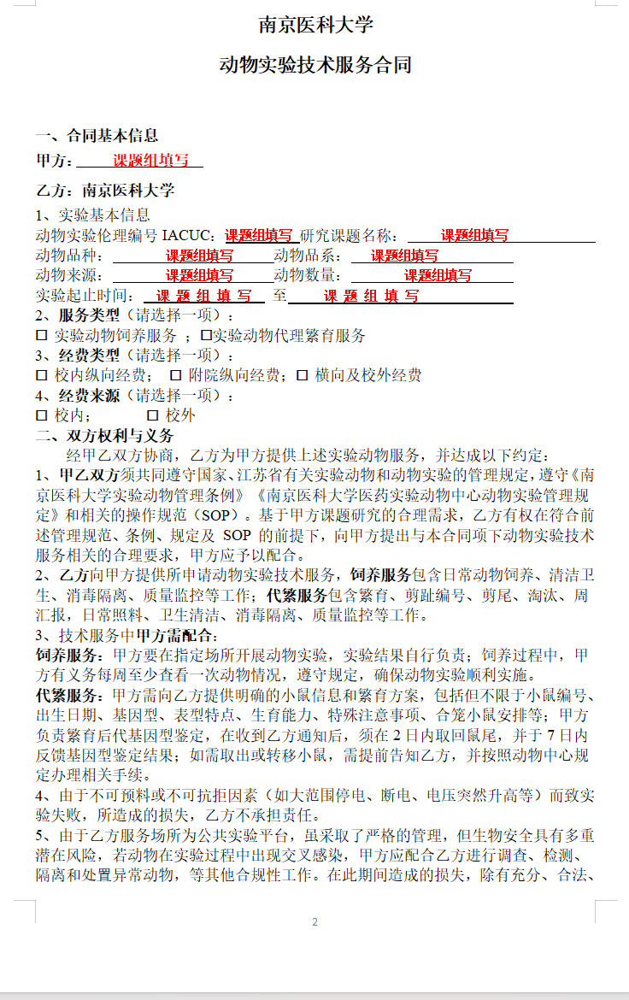 南京医科大学
动物实验技术服务合同
一、合同基本信息
甲方：课题组填写
乙方：南京医科大学
1、实验基本信息
动物实验伦理编号 IACUC：课题组填写 研究课题名称：课题组填写
动物品种：课题组填写 动物品系：课题组填写
动物来源：课题组填写 动物数量：课题组填写
实验起止时间：课 题 组 填 写 至 课 题 组 填 写
2、服务类型（请选择一项）：
□ 实验动物饲养服务 ；□实验动物代理繁育服务
3、经费类型（请选择一项）：
□ 校内纵向经费； □ 附院纵向经费；□ 横向及校外经费
4、经费来源（请选择一项）：
□ 校内； □ 校外
二、双方权利与义务
经甲乙双方协商，乙方为甲方提供上述实验动物服务，并达成以下约定：
1、甲乙双方须共同遵守国家、江苏省有关实验动物和动物实验的管理规定，遵守《南
京医科大学实验动物管理条例》《南京医科大学医药实验动物中心动物实验管理规
定》和相关的操作规范（SOP）。基于甲方课题研究的合理需求，乙方有权在符合前
述管理规范、条例、规定及 SOP 的前提下，向甲方提出与本合同项下动物实验技术
服务相关的合理要求，甲方应予以配合。
2、乙方向甲方提供所申请动物实验技术服务，饲养服务包含日常动物饲养、清洁卫
生、消毒隔离、质量监控等工作；代繁服务包含繁育、剪趾编号、剪尾、淘汰、周
汇报，日常照料、卫生清洁、消毒隔离、质量监控等工作。
3、技术服务中甲方需配合：
饲养服务：甲方要在指定场所开展动物实验，实验结果自行负责；饲养过程中，甲
方有义务每周至少查看一次动物情况，遵守规定，确保动物实验顺利实施。
代繁服务：甲方需向乙方提供明确的小鼠信息和繁育方案，包括但不限于小鼠编号、
出生日期、基因型、表型特点、生育能力、特殊注意事项、合笼小鼠安排等；甲方
负责繁育后代基因型鉴定，在收到乙方通知后，须在 2 日内取回鼠尾，并于 7 日内
反馈基因型鉴定结果；如需取出或转移小鼠，需提前告知乙方，并按照动物中心规
定办理相关手续。
4、由于不可预料或不可抗拒因素（如大范围停电、断电、电压突然升高等）而致实
验失败，所造成的损失，乙方不承担责任。
5、由于乙方服务场所为公共实验平台，虽采取了严格的管理，但生物安全具有多重
潜在风险，若动物在实验过程中出现交叉感染，甲方应配合乙方进行调查、检测、
隔离和处置异常动物，等其他合规性工作。在此期间造成的损失，除有充分、合法、
2